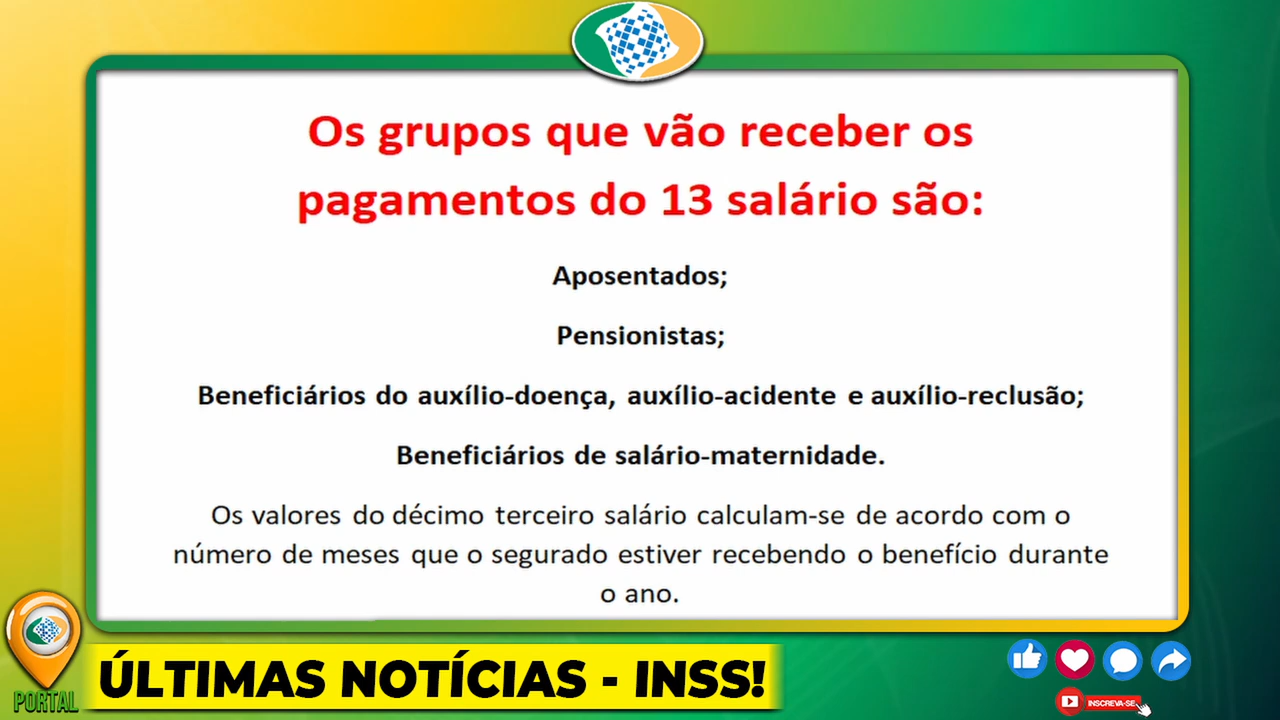 Os grupos que vão receber os
pagamentos do 13 salário são:
Aposentados;
Pensionistas;
Beneficiários do auxílio-doença, auxílio-acidente e auxílio-reclusão;
Beneficiários de salário-maternidade.
Os valores do décimo terceiro salário calculam-se de acordo com o
número de meses que o segurado estiver recebendo o benefício durante
o ano.
PORTAL
ÚLTIMAS NOTÍCIAS - INSS!
INSCREVA-SE